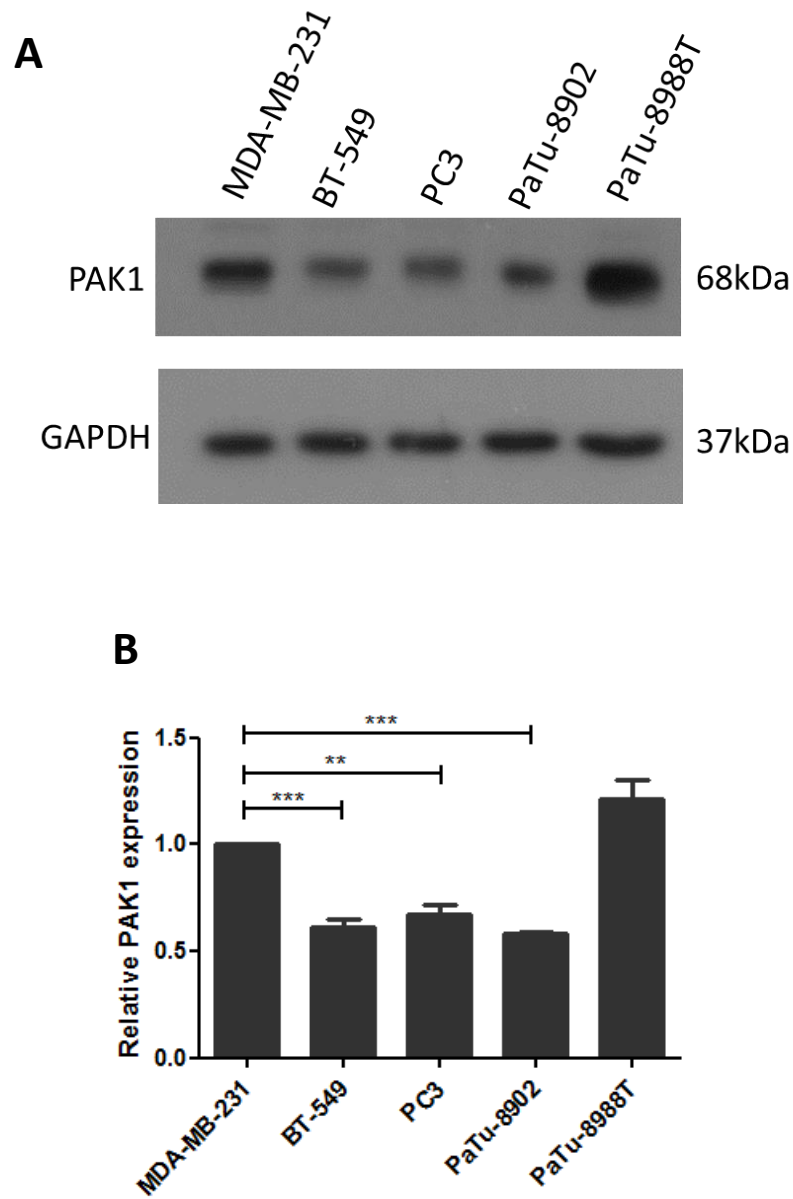 A
MDA-MB-231
BT-549
PC3
PaTu-8902
PaTu-8988T
PAK1
68kDa
GAPDH
37kDa
B
Relative PAK1 expression
1.5
1.0
0.5
0.0
***
**
***
MDA-MB-231
BT-549
PC3
PaTu-8902
PaTu-8988T